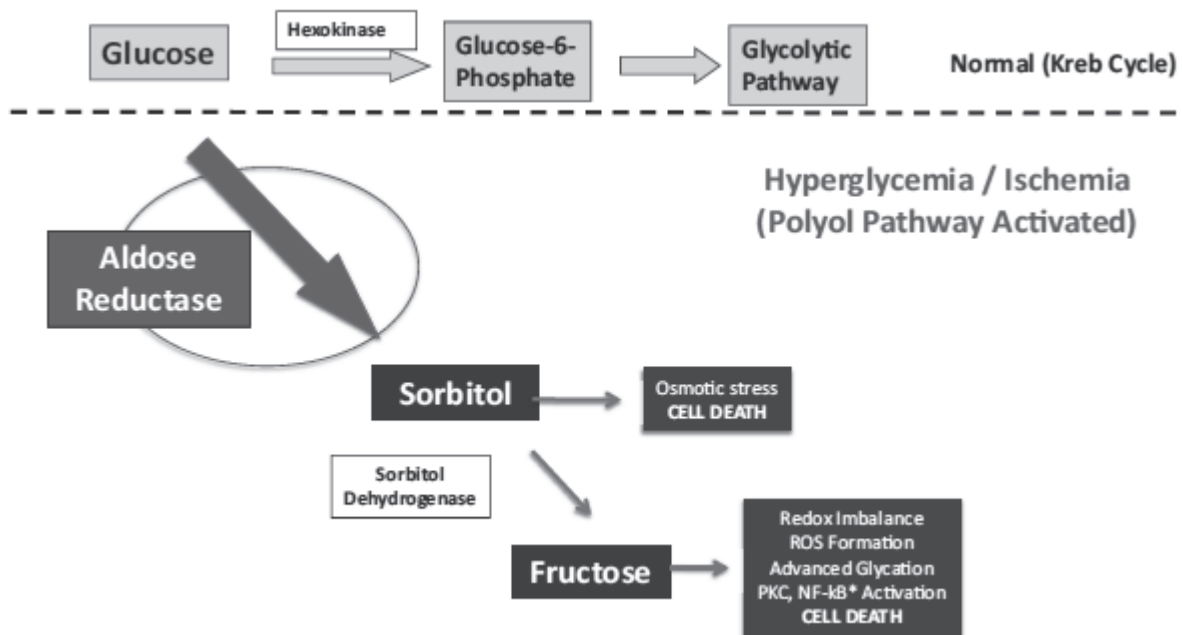 Glucose
Hexokinase
Glucose-6-
Phosphate
Glycolytic
Pathway
Normal (Kreb Cycle)
Hyperglycemia / Ischemia
(Polyol Pathway Activated)
Aldose
Reductase
Sorbitol
Osmotic stress
CELL DEATH
Sorbitol
Dehydrogenase
Fructose
Redox Imbalance
ROS Formation
Advanced Glycation
PKC, NF-kB* Activation
CELL DEATH